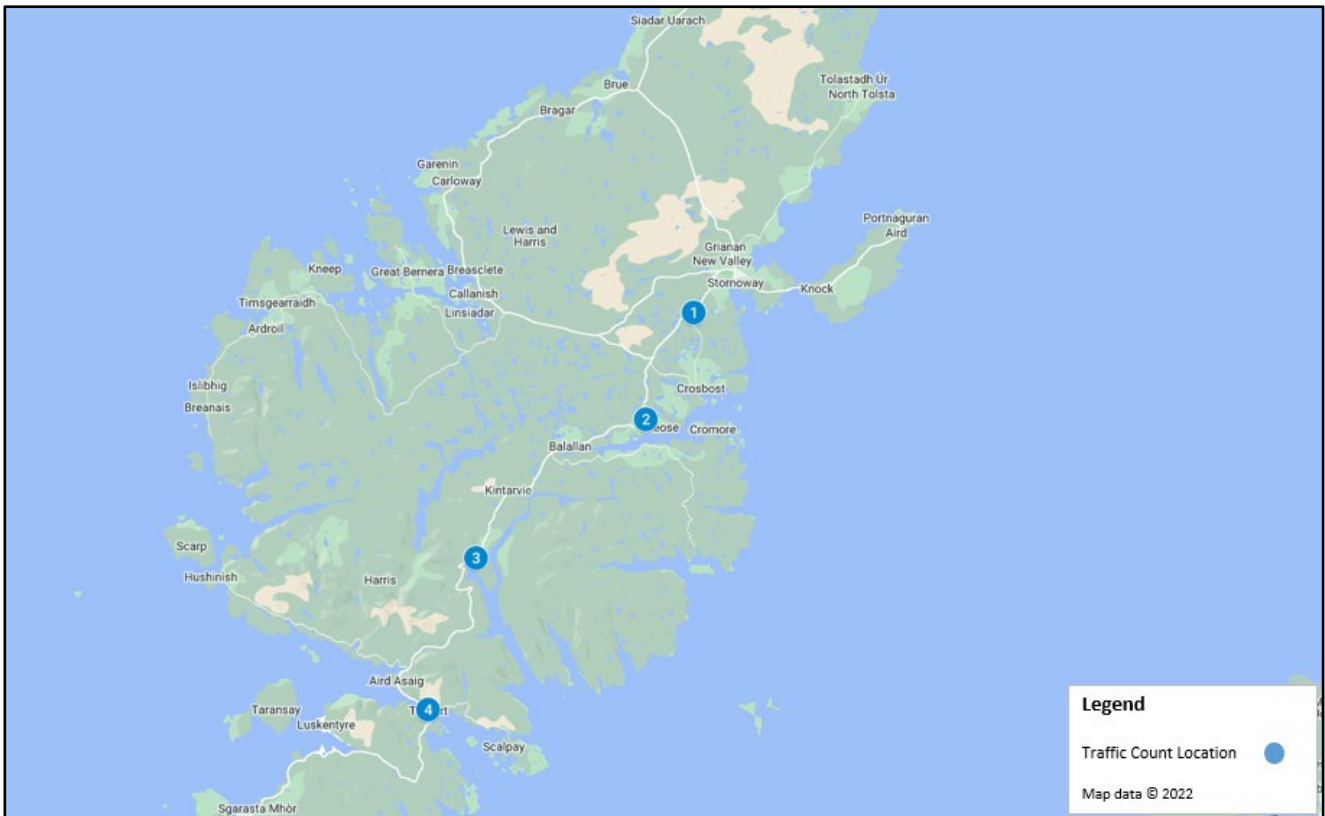 Siadar Uarach
Tolastadh Úr
North Tolsta
Brue
Bragar
Garenin
Carloway
Portnaguran
Aird
Lewis and
Harris
Grianan
New Valley
Kneep
Great Bernera
Breasclete
Stornoway
Knock
Callanish
Timsgearraidh
Linsiadar
1
Ardroil
Islibhig
Breanais
Crosbost
2
Cromore
Balallan
Kintarvie
3
Scarp
Hushinish
Harris
Aird Asaig
4
Taransay
Luskentyre
Scalpay
Sgarasta Mhòr
Legend
Traffic Count Location
Map data © 2022